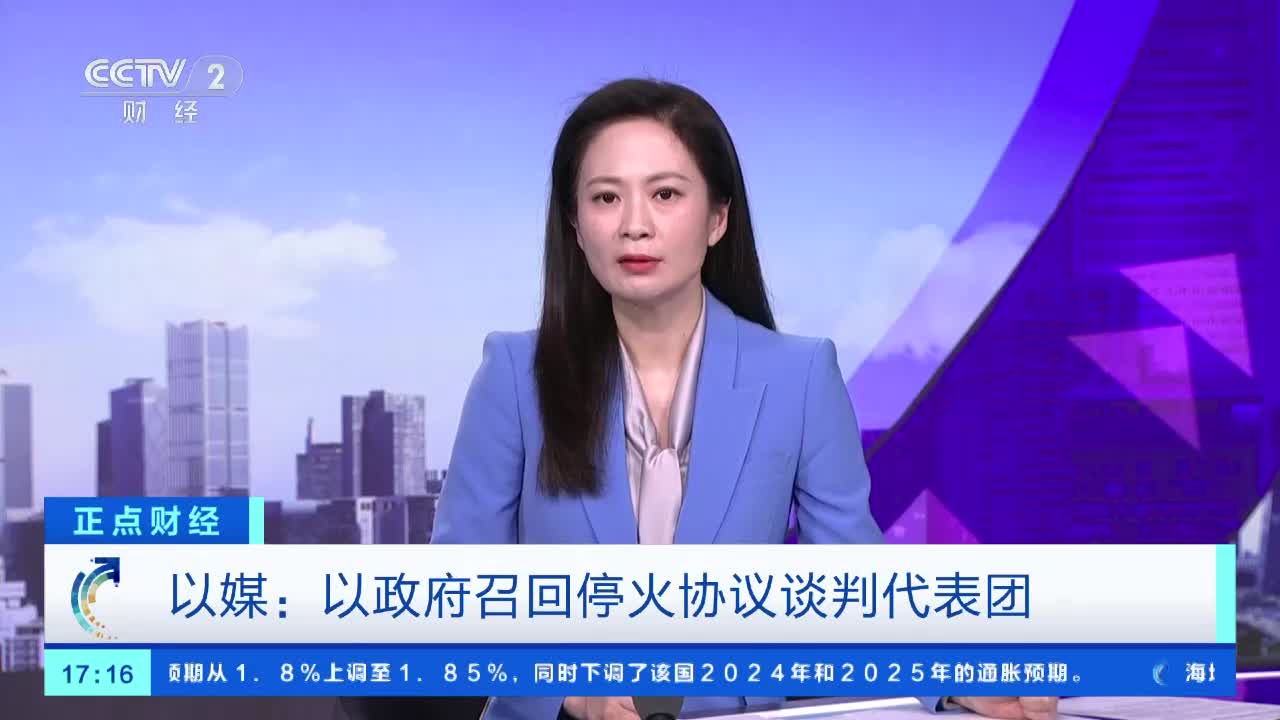 CCTV 2
财经
正点财经
以媒：以政府召回停火协议谈判代表团
17:16
预期从１．８％上调至１．８５％，同时下调了该国２０２４年和２０２５年的通胀预期。